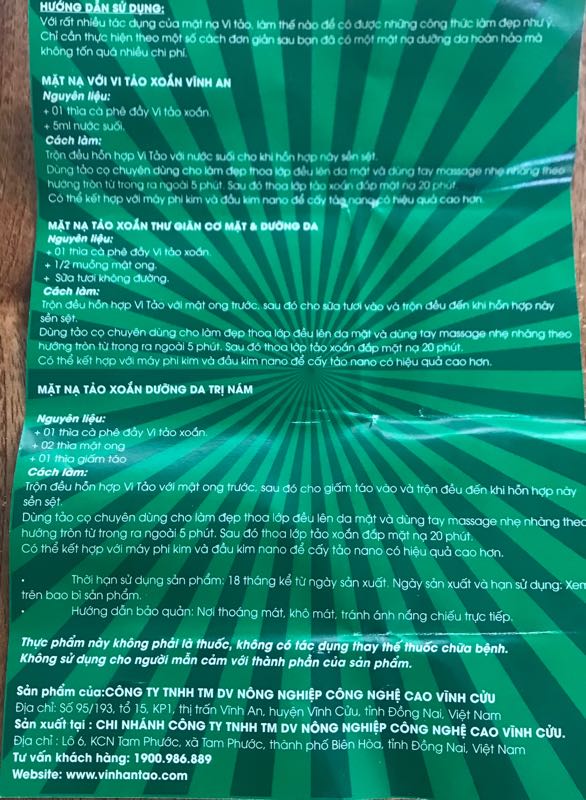 HƯỚNG DẪN SỬ DỤNG:
Với rất nhiều tác dụng của mặt nạ Vi tảo, làm thế nào để có được những công thức làm đẹp như ý.
Chỉ cần thực hiện theo một số cách đơn giản sau bạn đã có một mặt nạ dưỡng da hoàn hảo mà
không tốn quá nhiều chi phí.
MẶT NẠ VỚI VI TẢO XOẮN VĨNH AN
Nguyên liệu:
+ 01 thìa cà phê đầy Vi tảo xoắn.
+ 5ml nước suối.
Cách làm:
Trộn đều hỗn hợp Vi Tảo với nước suối cho khi hỗn hợp này sền sệt.
Dùng tảo cọ chuyên dùng cho làm đẹp thoa lớp đều lên da mặt và dùng tay massage nhẹ nhàng theo
hướng tròn từ trong ra ngoài 5 phút. Sau đó thoa lớp tảo xoắn đắp mặt nạ 20 phút.
Có thể kết hợp với máy phi kim và đầu kim nano để cấy tảo nano có hiệu quả cao hơn.
MẶT NẠ TẢO XOẮN THƯ GIÃN CƠ MẶT & DƯỠNG DA
Nguyên liệu:
+ 01 thìa cà phê đầy Vi tảo xoắn.
+ 1/2 muỗng mật ong.
+ Sữa tươi không đường.
Cách làm:
Trộn đều hỗn hợp Vi Tảo với mật ong trước, sau đó cho sữa tươi vào và trộn đều đến khi hỗn hợp này
sền sệt.
Dùng tảo cọ chuyên dùng cho làm đẹp thoa lớp đều lên da mặt và dùng tay massage nhẹ nhàng theo
hướng tròn từ trong ra ngoài 5 phút. Sau đó thoa lớp tảo xoắn đắp mặt nạ 20 phút.
Có thể kết hợp với máy phi kim và đầu kim nano để cấy tảo nano có hiệu quả cao hơn.
MẶT NẠ TẢO XOẮN DƯỠNG DA TRỊ NÁM
Nguyên liệu:
+ 01 thìa cà phê đầy Vi tảo xoắn.
+ 02 thìa mật ong
+ 01 thìa giấm táo
Cách làm:
Trộn đều hỗn hợp Vi Tảo với mật ong trước, sau đó cho giấm táo vào và trộn đều đến khi hỗn hợp này
sền sệt.
Dùng tảo cọ chuyên dùng cho làm đẹp thoa lớp đều lên da mặt và dùng tay massage nhẹ nhàng theo
hướng tròn từ trong ra ngoài 5 phút. Sau đó thoa lớp tảo xoắn đắp mặt nạ 20 phút.
Có thể kết hợp với máy phi kim và đầu kim nano để cấy tảo nano có hiệu quả cao hơn.
• Thời hạn sử dụng sản phẩm: 18 tháng kể từ ngày sản xuất. Ngày sản xuất và hạn sử dụng: Xem
trên bao bì sản phẩm.
• Hướng dẫn bảo quản: Nơi thoáng mát, khô mát, tránh ánh nắng chiếu trực tiếp.
Thực phẩm này không phải là thuốc, không có tác dụng thay thế thuốc chữa bệnh.
Không sử dụng cho người mẫn cảm với thành phần của sản phẩm.
Sản phẩm của:CÔNG TY TNHH TM DV NÔNG NGHIỆP CÔNG NGHỆ CAO VĨNH CỬU
Địa chỉ: Số 95/193, tổ 15, KP1, thị trấn Vĩnh An, huyện Vĩnh Cửu, tỉnh Đồng Nai, Việt Nam
Sản xuất tại : CHI NHÁNH CÔNG TY TNHH TM DV NÔNG NGHIỆP CÔNG NGHỆ CAO VĨNH CỬU.
Địa chỉ : Lô 6, KCN Tam Phước, xã Tam Phước, thành phố Biên Hòa, tỉnh Đồng Nai, Việt Nam
Tư vấn khách hàng: 1900.986.889
Website: www.vinhantao.com